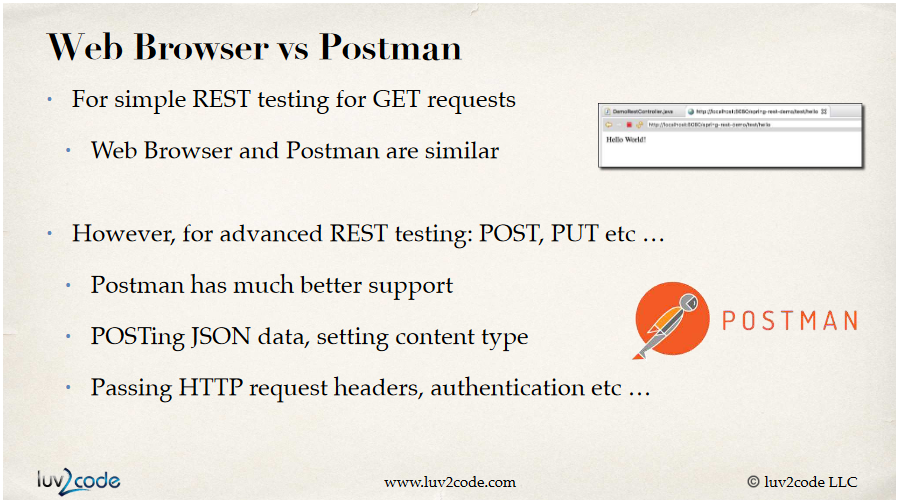 Web Browser vs Postman
• For simple REST testing for GET requests
• Web Browser and Postman are similar
DemoRestController.java http://localhost:8080/spring-rest-demo/test/hello
http://localhost:8080/spring-rest-demo/test/hello
Hello World!
• However, for advanced REST testing: POST, PUT etc …
• Postman has much better support
• POSTing JSON data, setting content type
• Passing HTTP request headers, authentication etc …
POSTMAN
luv2code
www.luv2code.com
© luv2code LLC